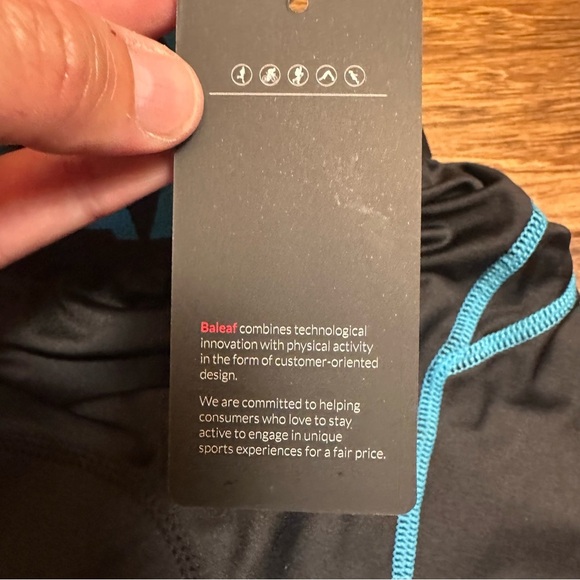 Baleaf combines technological
innovation with physical activity
in the form of customer-oriented
design.
We are committed to helping
consumers who love to stay
active to engage in unique
sports experiences for a fair price.